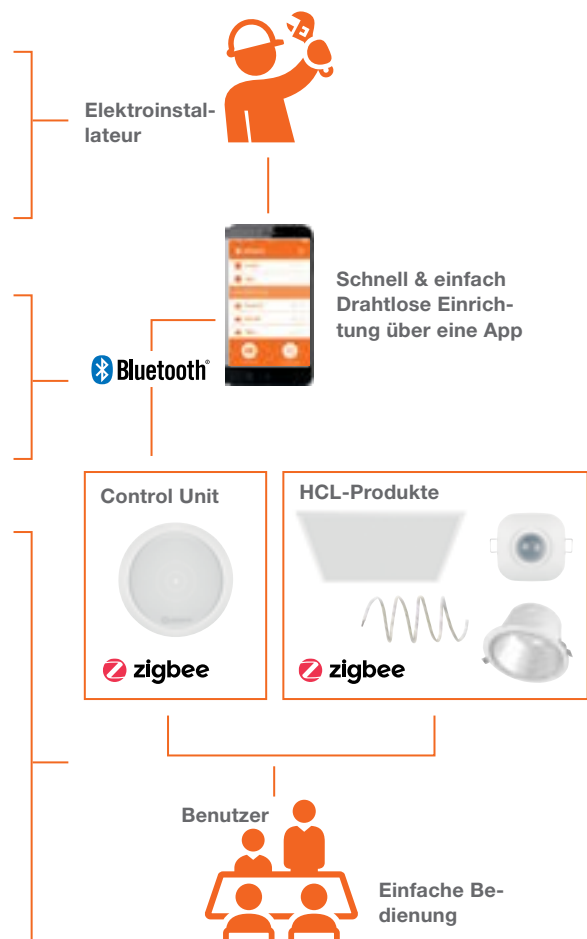 Elektroinstal-
lateur
Schnell & einfach
Drahtlose Einrich-
tung über eine App
Bluetooth®
Control Unit
HCL-Produkte
zigbee
zigbee
Benutzer
Einfache Be-
dienung